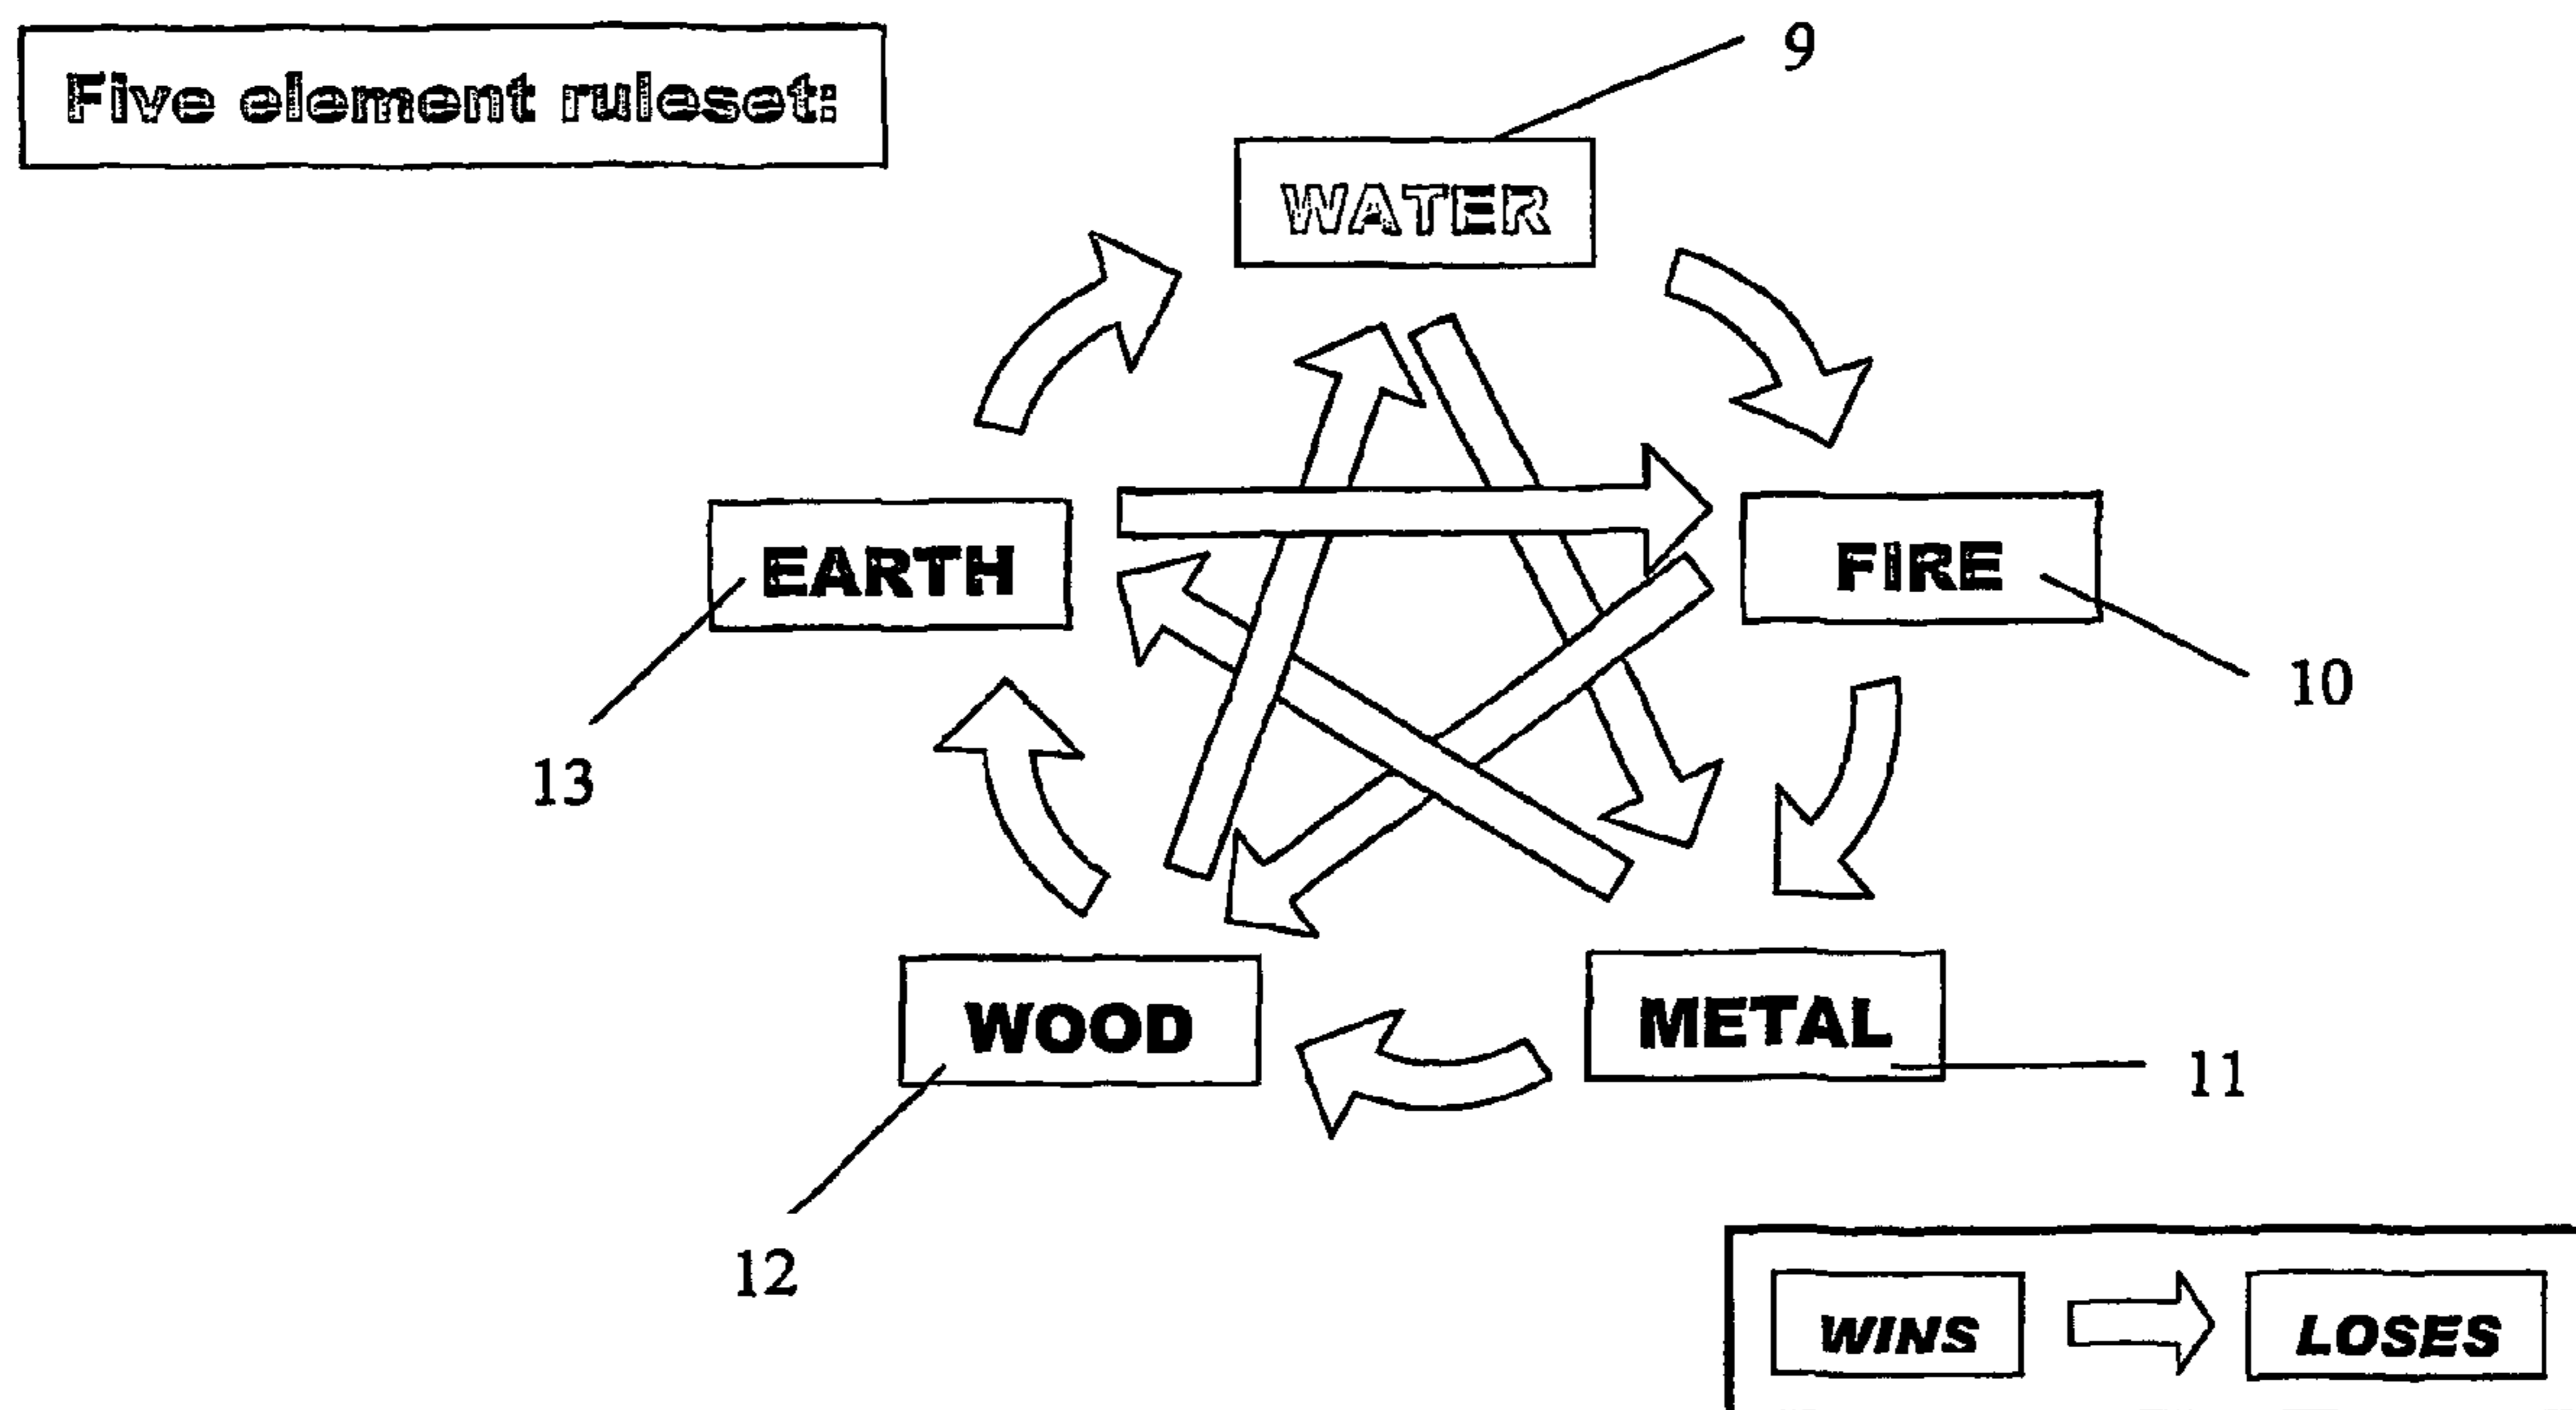 Five element ruleset:
9
WATER
EARTH
FIRE
10
13
WOOD
METAL
11
12
WINS
LOSES